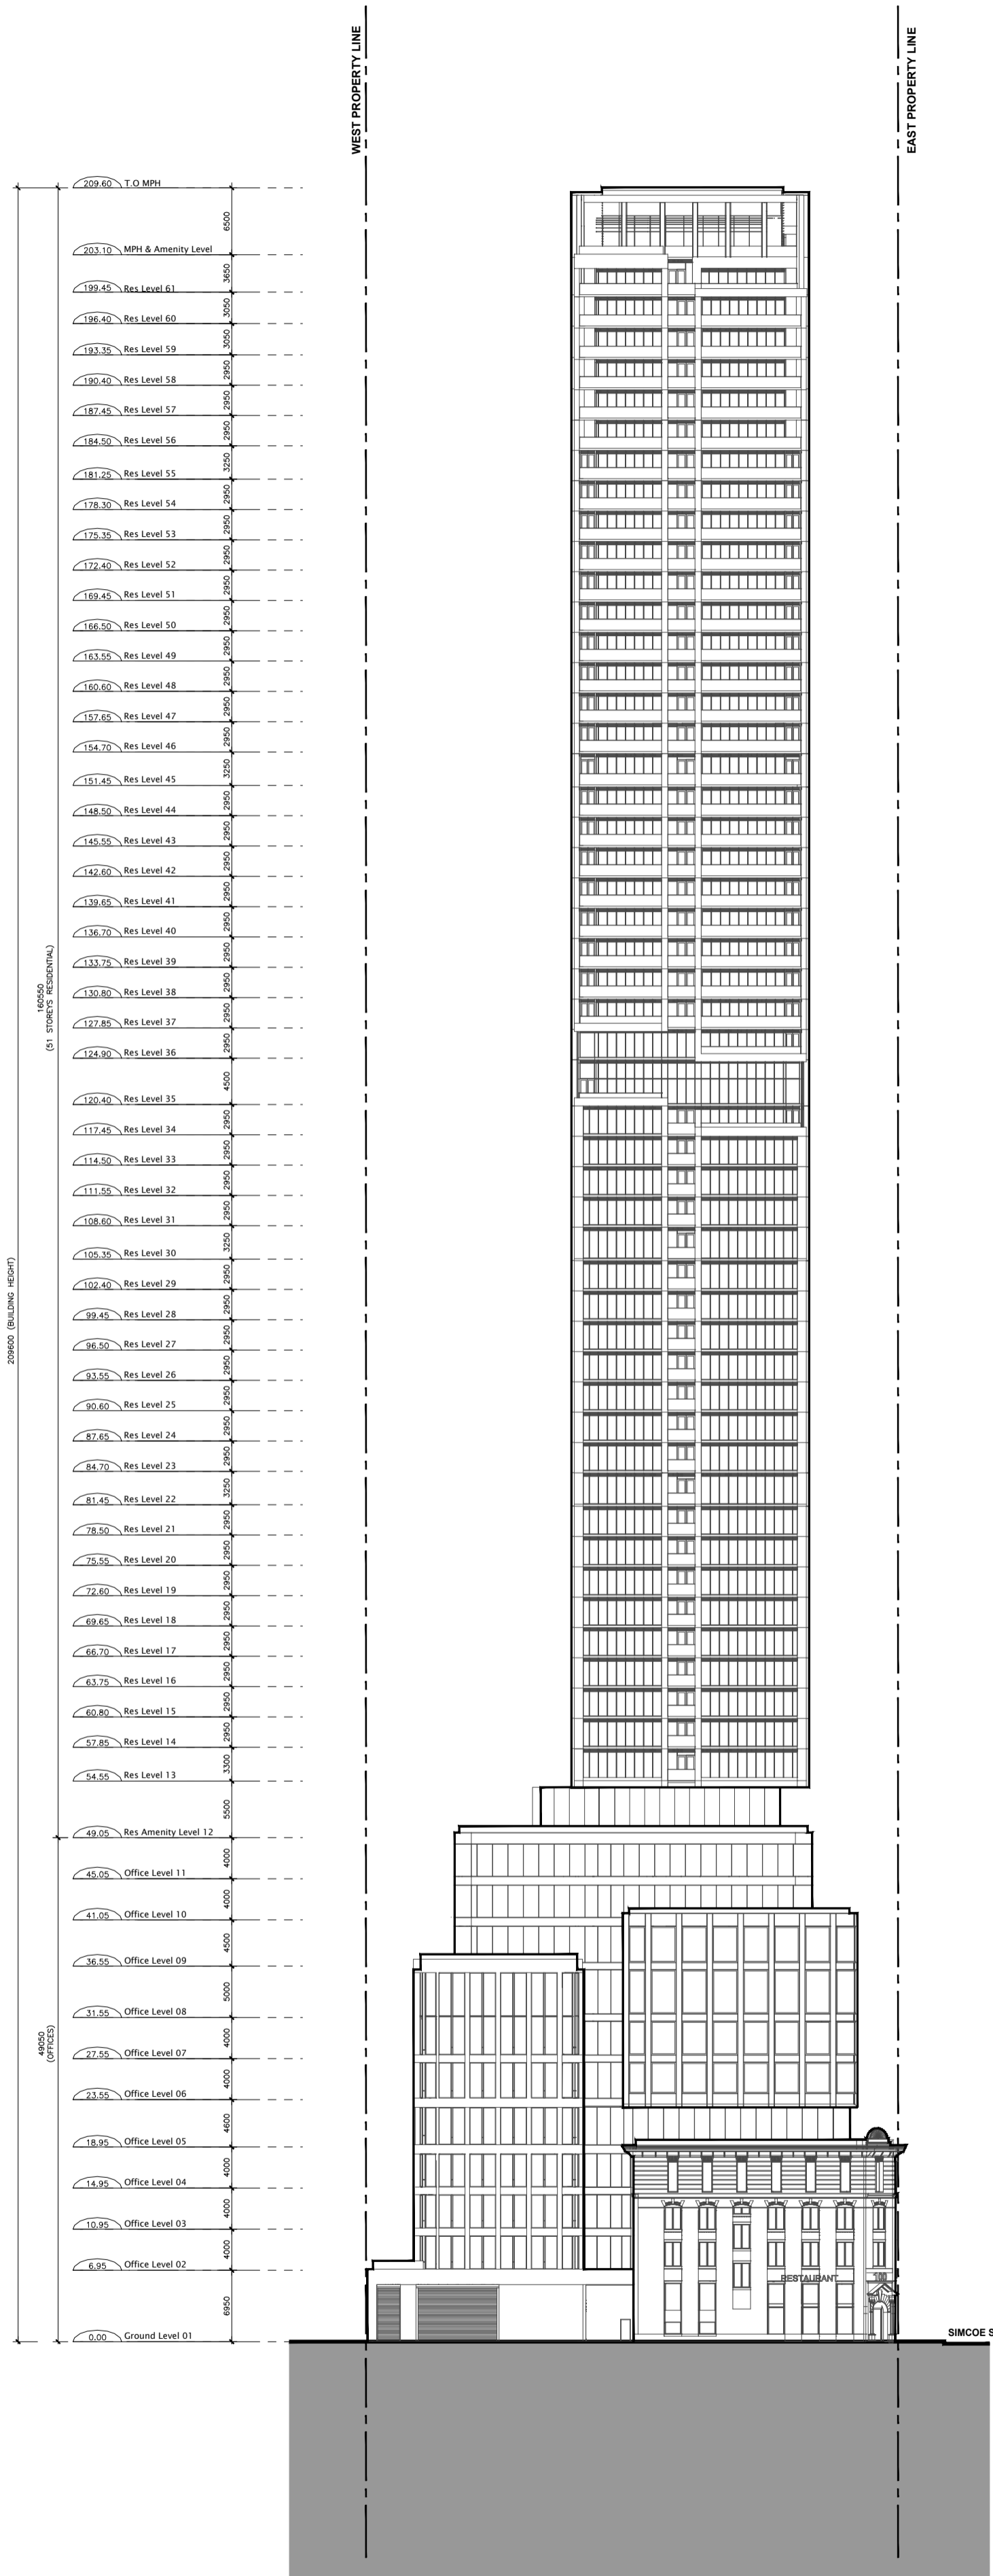 WEST PROPERTY LINE
EAST PROPERTY LINE
209.60 T.O MPH
6500
203.10 MPH & Amenity Level
3650
199.45 Res Level 61
3050
196.40 Res Level 60
3050
193.35 Res Level 59
2950
190.40 Res Level 58
2950
187.45 Res Level 57
2950
184.50 Res Level 56
3250
181.25 Res Level 55
2950
178.30 Res Level 54
2950
175.35 Res Level 53
2950
172.40 Res Level 52
2950
169.45 Res Level 51
2950
166.50 Res Level 50
2950
163.55 Res Level 49
2950
160.60 Res Level 48
2950
157.65 Res Level 47
2950
154.70 Res Level 46
3250
151.45 Res Level 45
2950
148.50 Res Level 44
2950
145.55 Res Level 43
2950
142.60 Res Level 42
2950
139.65 Res Level 41
2950
136.70 Res Level 40
2950
133.75 Res Level 39
2950
130.80 Res Level 38
2950
127.85 Res Level 37
2950
124.90 Res Level 36
4500
120.40 Res Level 35
2950
117.45 Res Level 34
2950
114.50 Res Level 33
2950
111.55 Res Level 32
2950
108.60 Res Level 31
3250
105.35 Res Level 30
2950
102.40 Res Level 29
2950
99.45 Res Level 28
2950
96.50 Res Level 27
2950
93.55 Res Level 26
2950
90.60 Res Level 25
2950
87.65 Res Level 24
2950
84.70 Res Level 23
3250
81.45 Res Level 22
2950
78.50 Res Level 21
2950
75.55 Res Level 20
2950
72.60 Res Level 19
2950
69.65 Res Level 18
2950
66.70 Res Level 17
2950
63.75 Res Level 16
2950
60.80 Res Level 15
2950
57.85 Res Level 14
3300
54.55 Res Level 13
5500
49.05 Res Amenity Level 12
4000
45.05 Office Level 11
4000
41.05 Office Level 10
4500
36.55 Office Level 09
5000
31.55 Office Level 08
4000
27.55 Office Level 07
4000
23.55 Office Level 06
4600
18.95 Office Level 05
4000
14.95 Office Level 04
4000
10.95 Office Level 03
4000
6.95 Office Level 02
6950
0.00 Ground Level 01
160550
(51 STOREYS RESIDENTIAL)
209600 (BUILDING HEIGHT)
49050
(OFFICES)
RESTAURANT
100
SIMCOE S